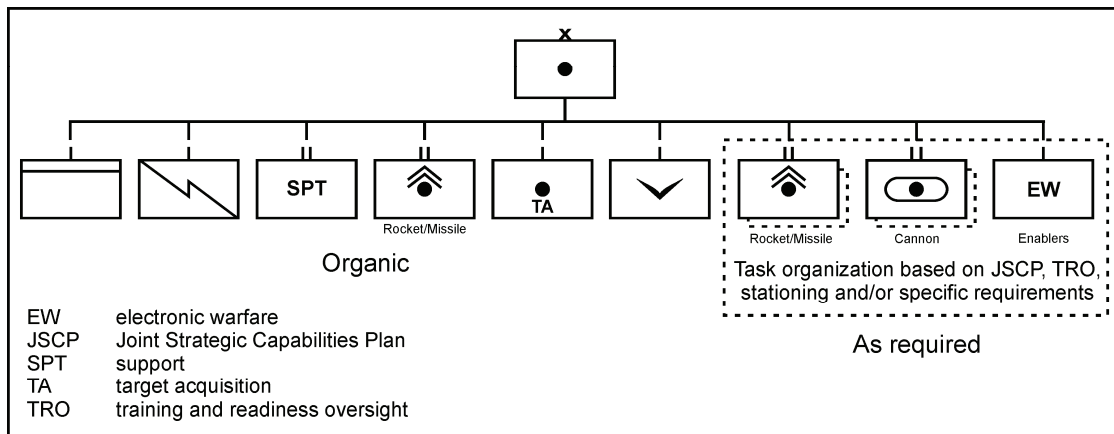 x
SPT
TA
EW
Rocket/Missile
Rocket/Missile
Cannon
Enablers
Organic
Task organization based on JSCP, TRO,
stationing and/or specific requirements
As required
EW electronic warfare
JSCP Joint Strategic Capabilities Plan
SPT support
TA target acquisition
TRO training and readiness oversight